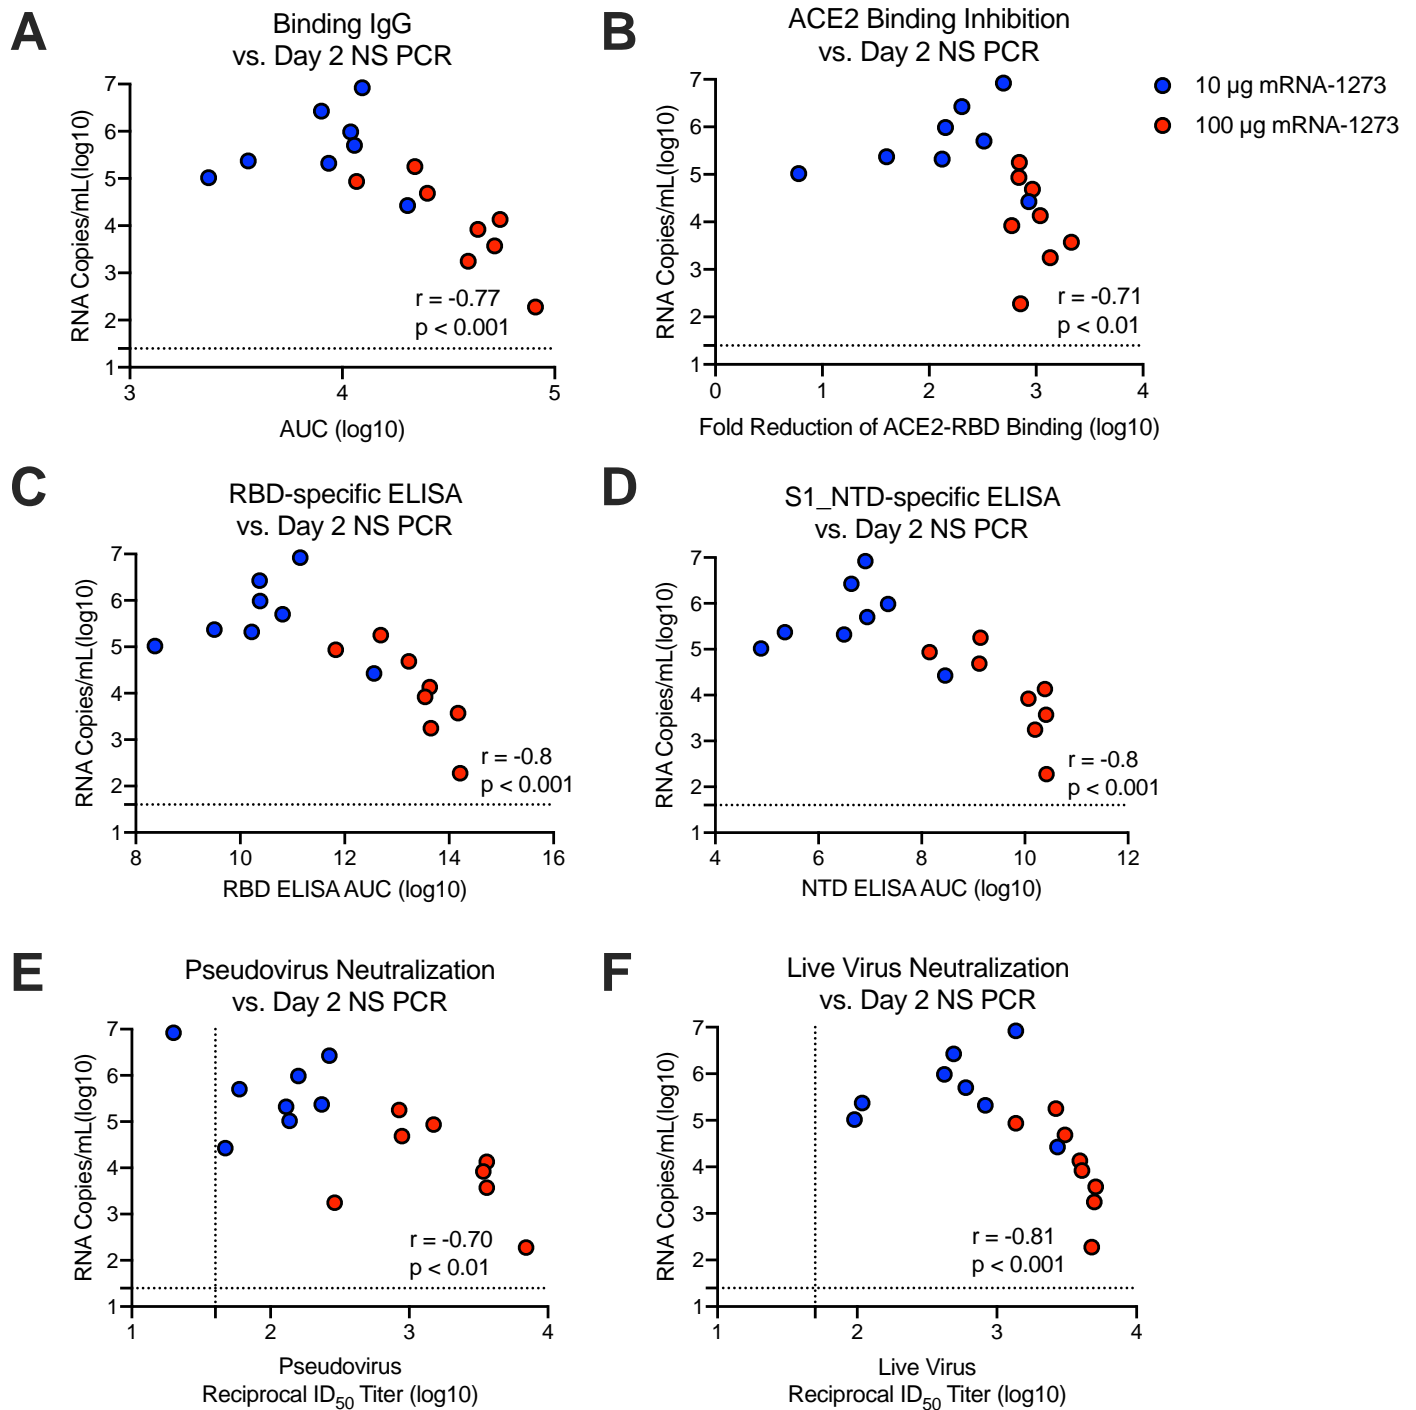 A
Binding IgG
vs. Day 2 NS PCR
RNA Copies/mL(log10)
7
6
5
4
3
2
1
r = -0.77
p < 0.001
3
4
5
AUC (log10)
B
ACE2 Binding Inhibition
vs. Day 2 NS PCR
RNA Copies/mL(log10)
7
6
5
4
3
2
1
r = -0.71
p < 0.01
0
1
2
3
4
Fold Reduction of ACE2-RBD Binding (log10)
10 µg mRNA-1273
100 µg mRNA-1273
C
RBD-specific ELISA
vs. Day 2 NS PCR
RNA Copies/mL(log10)
7
6
5
4
3
2
1
r = -0.8
p < 0.001
8
10
12
14
16
RBD ELISA AUC (log10)
D
S1_NTD-specific ELISA
vs. Day 2 NS PCR
RNA Copies/mL(log10)
7
6
5
4
3
2
1
r = -0.8
p < 0.001
4
6
8
10
12
NTD ELISA AUC (log10)
E
Pseudovirus Neutralization
vs. Day 2 NS PCR
RNA Copies/mL(log10)
7
6
5
4
3
2
1
r = -0.70
p < 0.01
1
2
3
4
Pseudovirus
Reciprocal ID50 Titer (log10)
F
Live Virus Neutralization
vs. Day 2 NS PCR
RNA Copies/mL(log10)
7
6
5
4
3
2
1
r = -0.81
p < 0.001
1
2
3
4
Live Virus
Reciprocal ID50 Titer (log10)